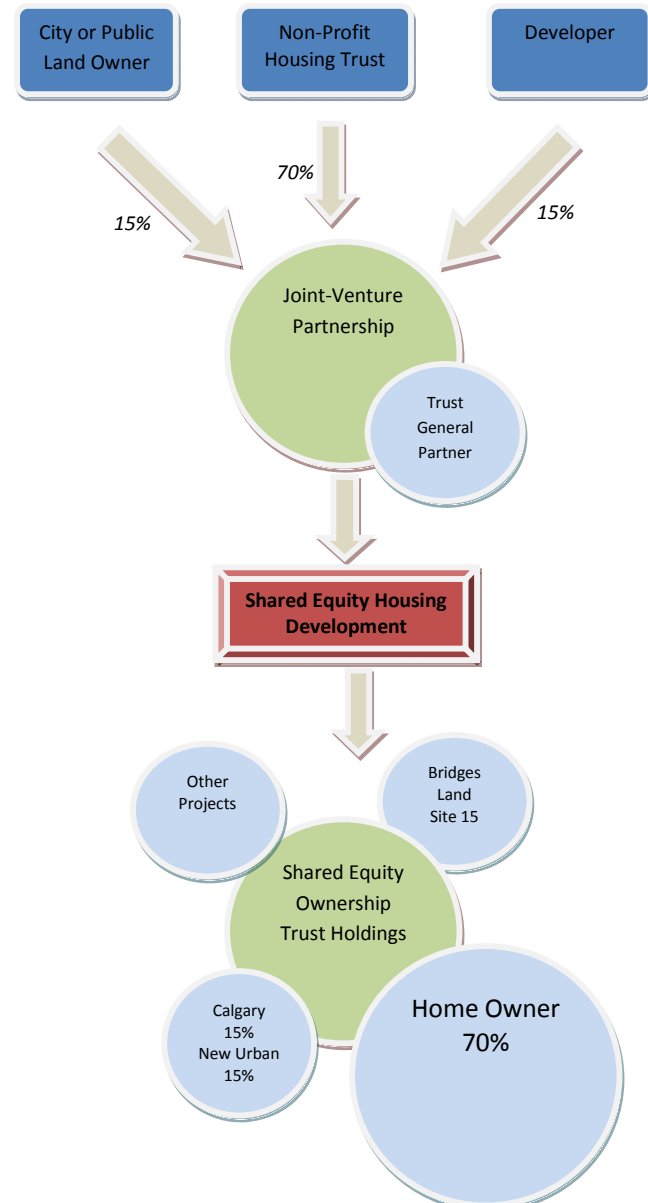 City or Public
Land Owner
Non-Profit
Housing Trust
Developer
70%
15%
15%
Joint-Venture
Partnership
Trust
General
Partner
Shared Equity Housing
Development
Other
Projects
Bridges
Land
Site 15
Shared Equity
Ownership
Trust Holdings
Calgary
15%
New Urban
15%
Home Owner
70%